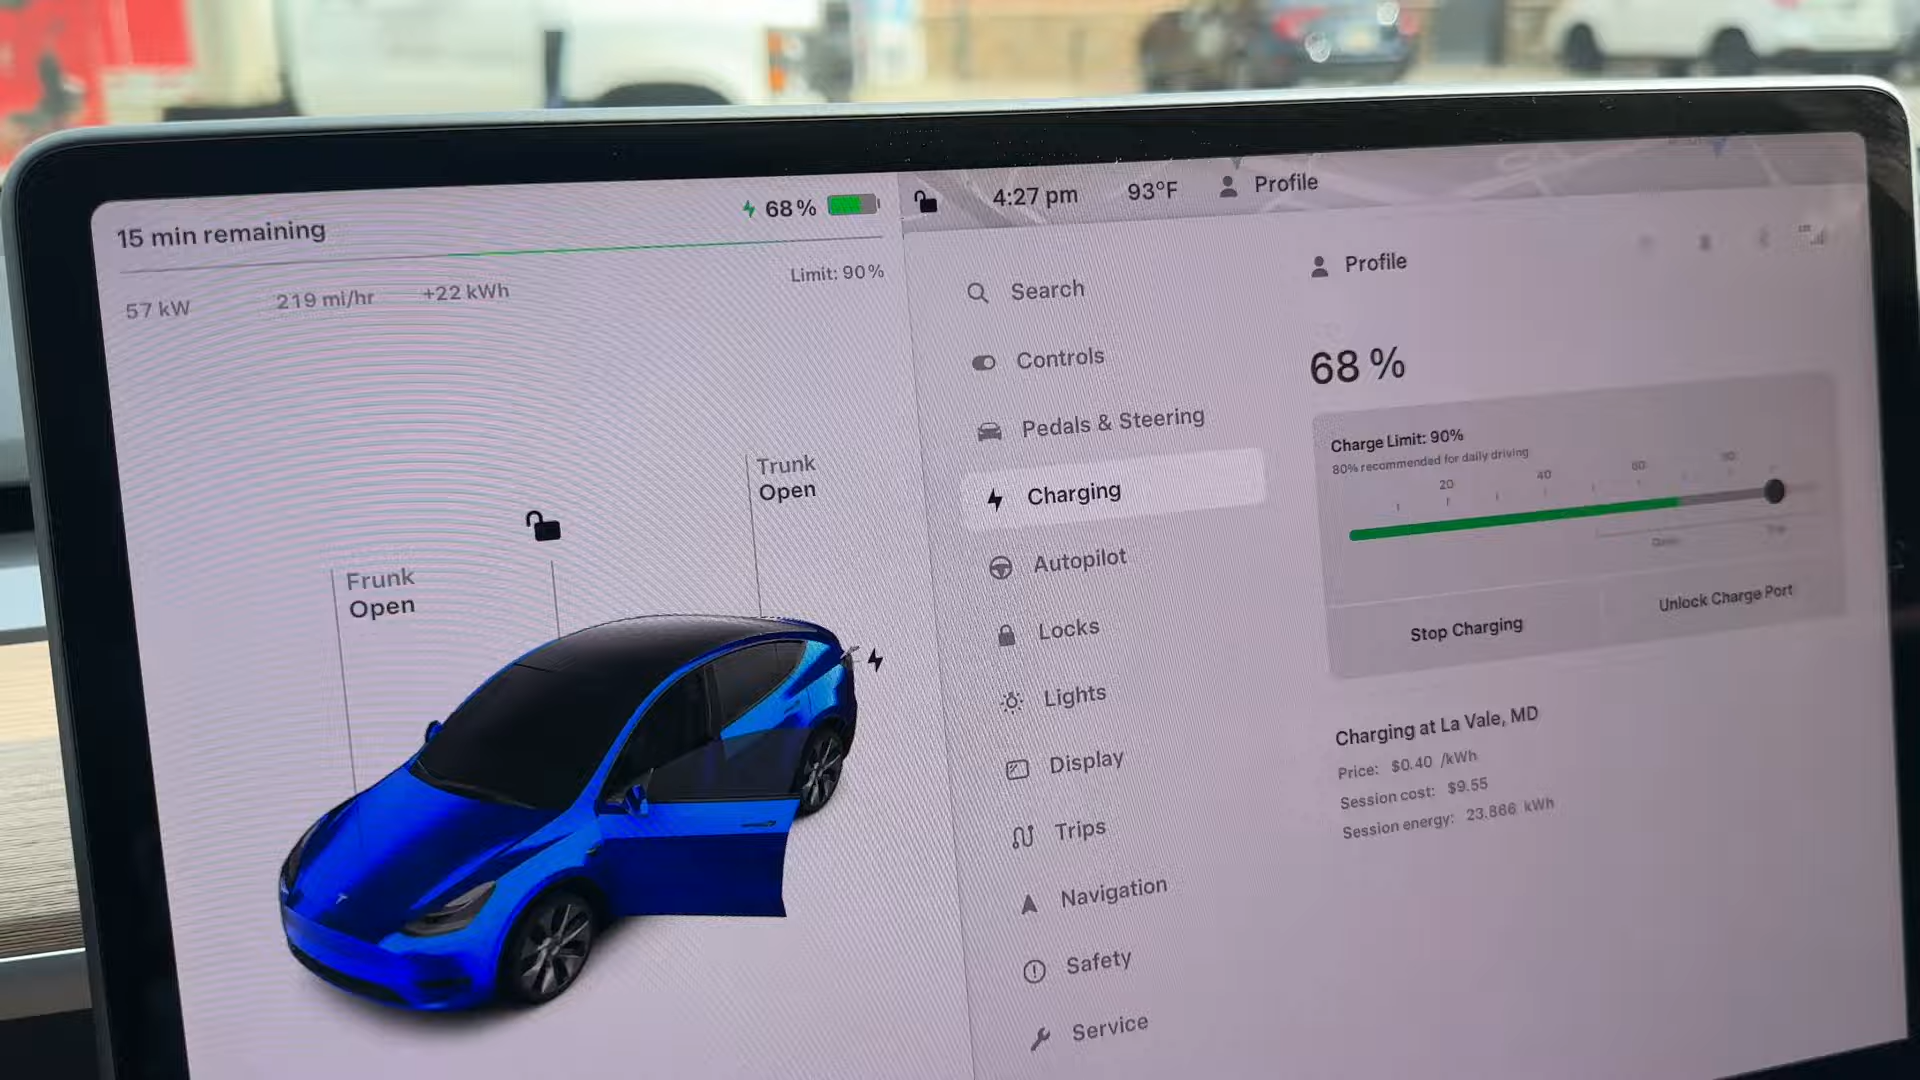 15 min remaining
68%
Limit: 90%
57 kW
219 mi/hr
+22 kWh
Trunk
Open
Frunk
Open
4:27 pm
93°F
Profile
Search
Controls
Pedals & Steering
Charging
Autopilot
Locks
Lights
Display
Trips
Navigation
Safety
Service
Profile
68 %
Charge Limit: 90%
80% recommended for daily driving
20
40
60
Stop Charging
Unlock Charge Port
Charging at La Vale, MD
Price: $0.40 /kWh
Session cost: $9.55
Session energy: 23.866 kWh